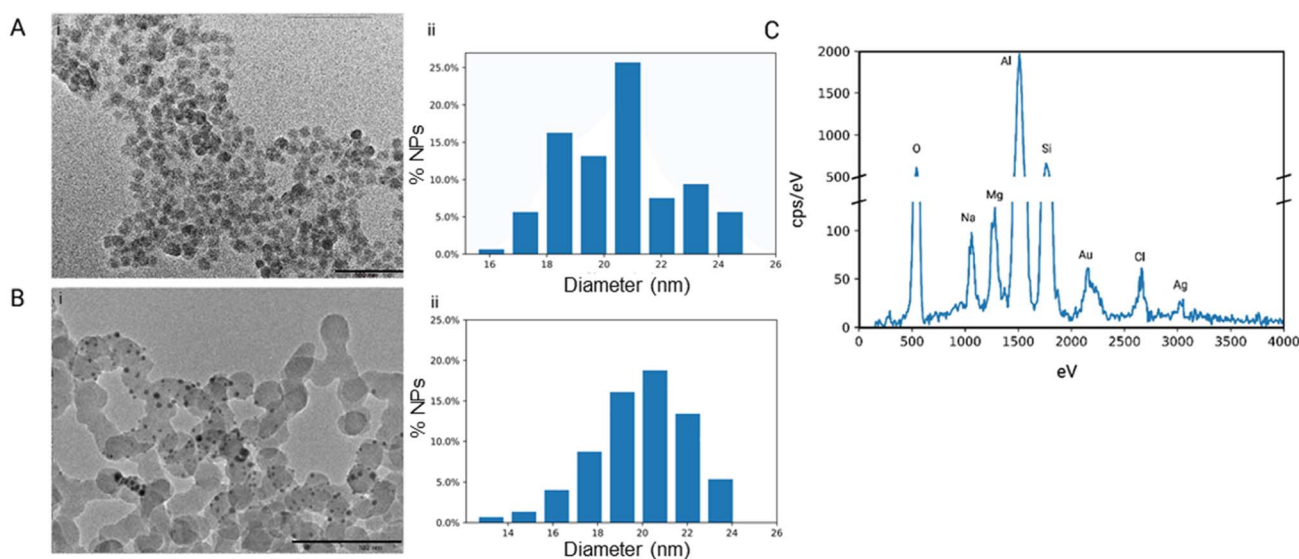 A
i
ii
25.0%
20.0%
15.0%
10.0%
5.0%
0.0%
% NPs
16 18 20 22 24 26
Diameter (nm)
B
i
100 nm
ii
25.0%
20.0%
15.0%
10.0%
5.0%
0.0%
% NPs
14 16 18 20 22 24 26
Diameter (nm)
C
2000
1500
1000
500
100
50
0
cps/eV
Al
O
Si
Na
Mg
Au
Cl
Ag
0 500 1000 1500 2000 2500 3000 3500 4000
eV